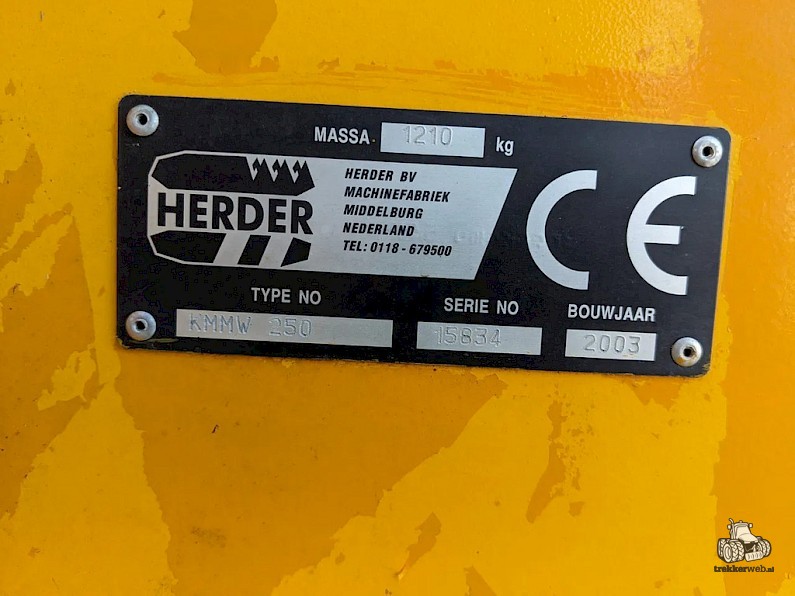 MASSA 1210 kg
HERDER
HERDER BV
MACHINEFABRIEK
MIDDELBURG
NEDERLAND
TEL: 0118 - 679500
CE
TYPE NO SERIE NO BOUWJAAR
KMMW 250 15834 2003
trekkerweb.nl